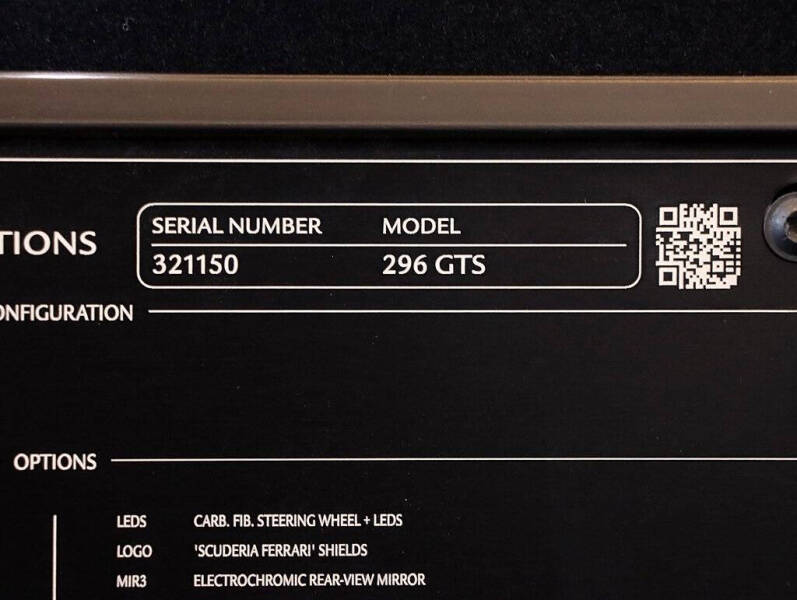 SERIAL NUMBER MODEL
TIONS 321150 296 GTS
ONFIGURATION
OPTIONS
LEDS CARB. FIB. STEERING WHEEL + LEDS
LOGO 'SCUDERIA FERRARI' SHIELDS
MIR3 ELECTROCHROMIC REAR-VIEW MIRROR